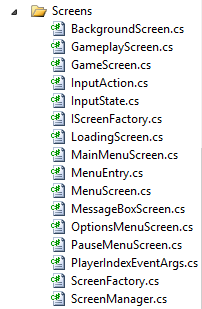 Screens
BackgroundScreen.cs
GameplayScreen.cs
GameScreen.cs
InputAction.cs
InputState.cs
IScreenFactory.cs
LoadingScreen.cs
MainMenuScreen.cs
MenuEntry.cs
MenuScreen.cs
MessageBoxScreen.cs
OptionsMenuScreen.cs
PauseMenuScreen.cs
PlayerIndexEventArgs.cs
ScreenFactory.cs
ScreenManager.cs